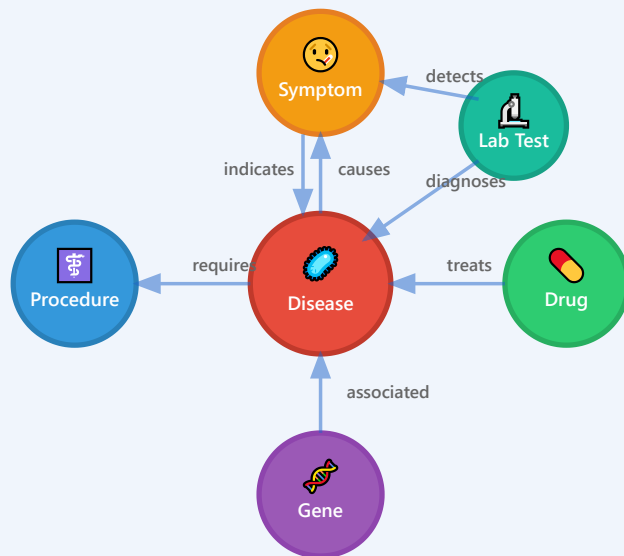 Symptom
detects
Lab Test
indicates
causes
diagnoses
Procedure
requires
Disease
treats
Drug
associated
Gene